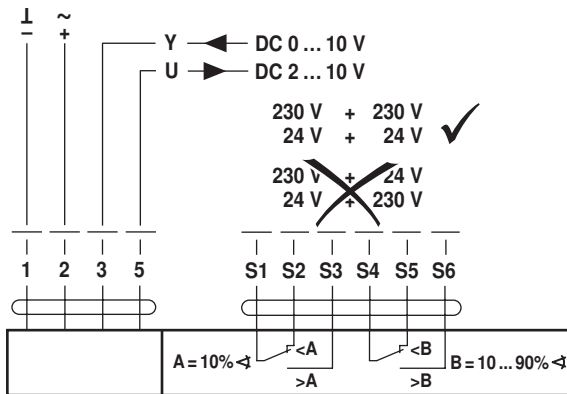 ⊥ ~
− +
Y DC 0 ... 10 V
U DC 2 ... 10 V
230 V + 230 V
24 V + 24 V
230 V + 24 V
24 V + 230 V
1 2 3 5 S1 S2 S3 S4 S5 S6
A = 10% ∢ <A <B B = 10 ... 90% ∢
>A >B